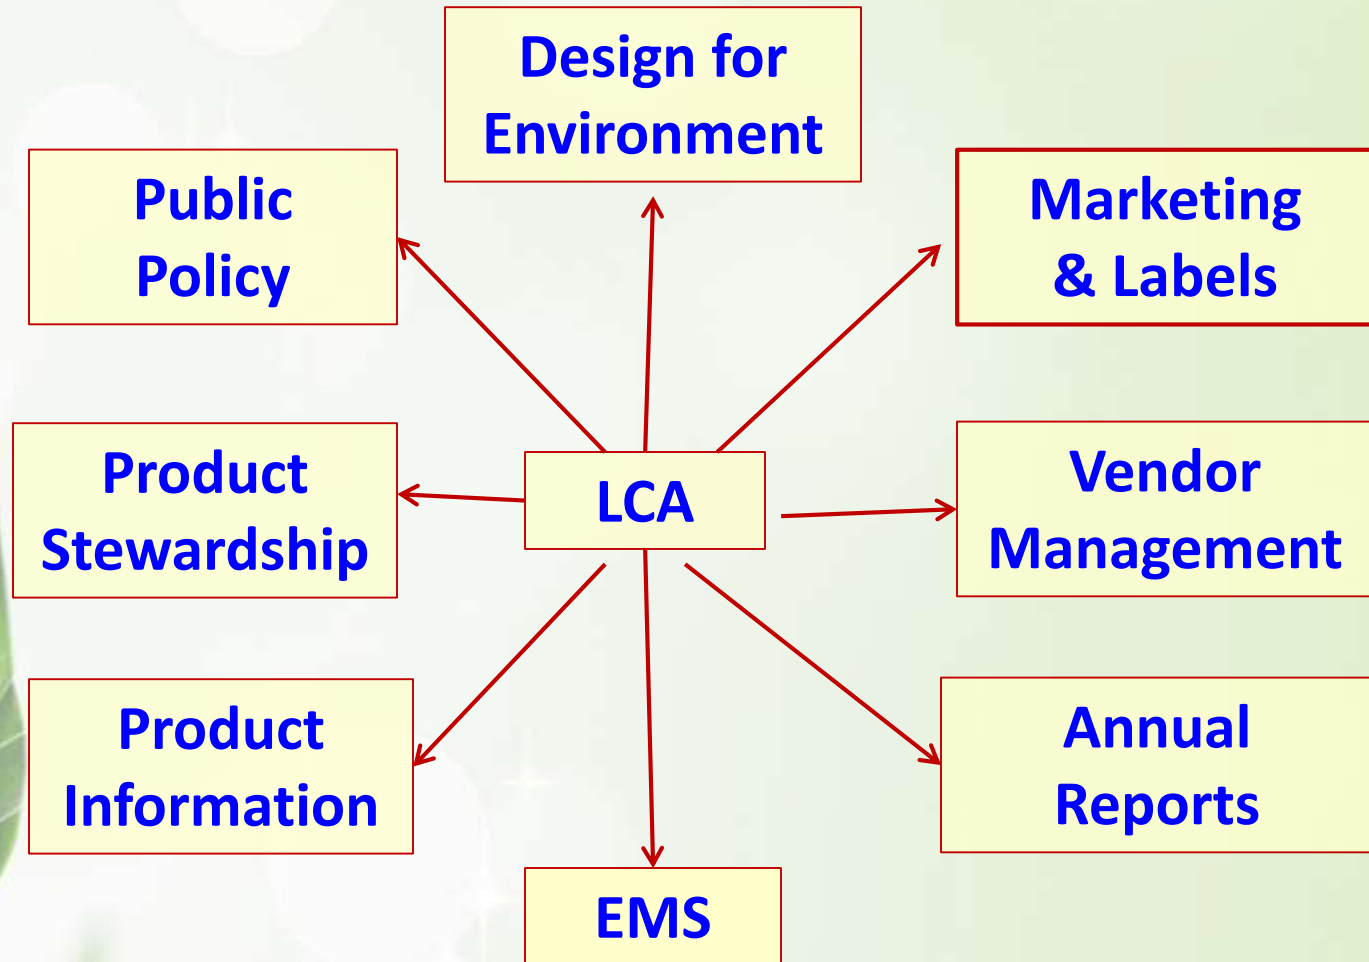 Design for
Environment
Public
Policy
Marketing
& Labels
Product
Stewardship
LCA
Vendor
Management
Product
Information
Annual
Reports
EMS